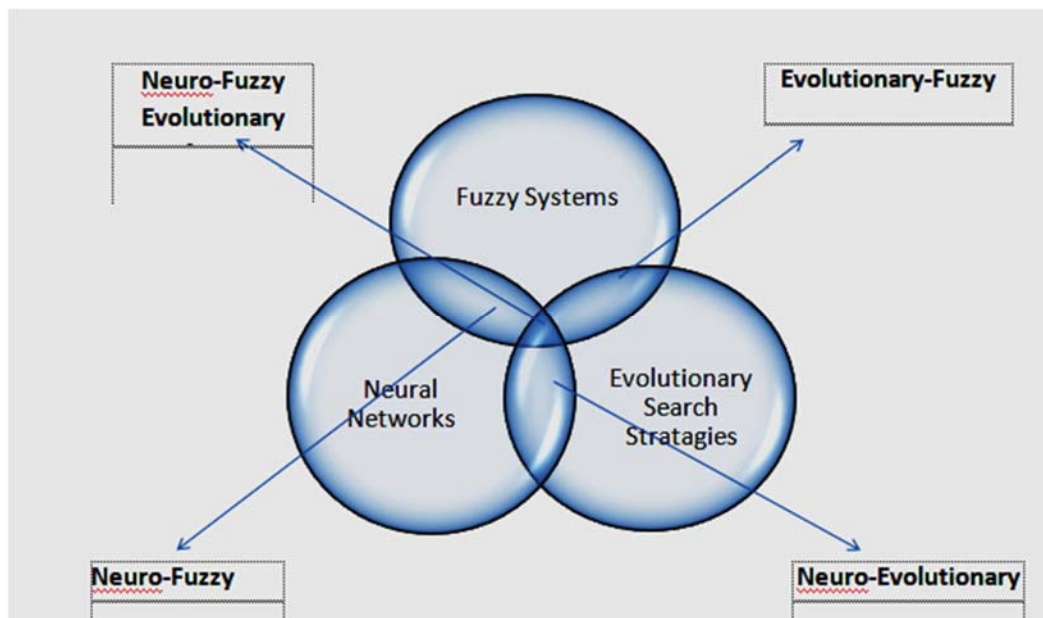 Neuro-Fuzzy
Evolutionary
Evolutionary-Fuzzy
Fuzzy Systems
Neural
Networks
Evolutionary
Search
Stratagies
Neuro-Fuzzy
Neuro-Evolutionary